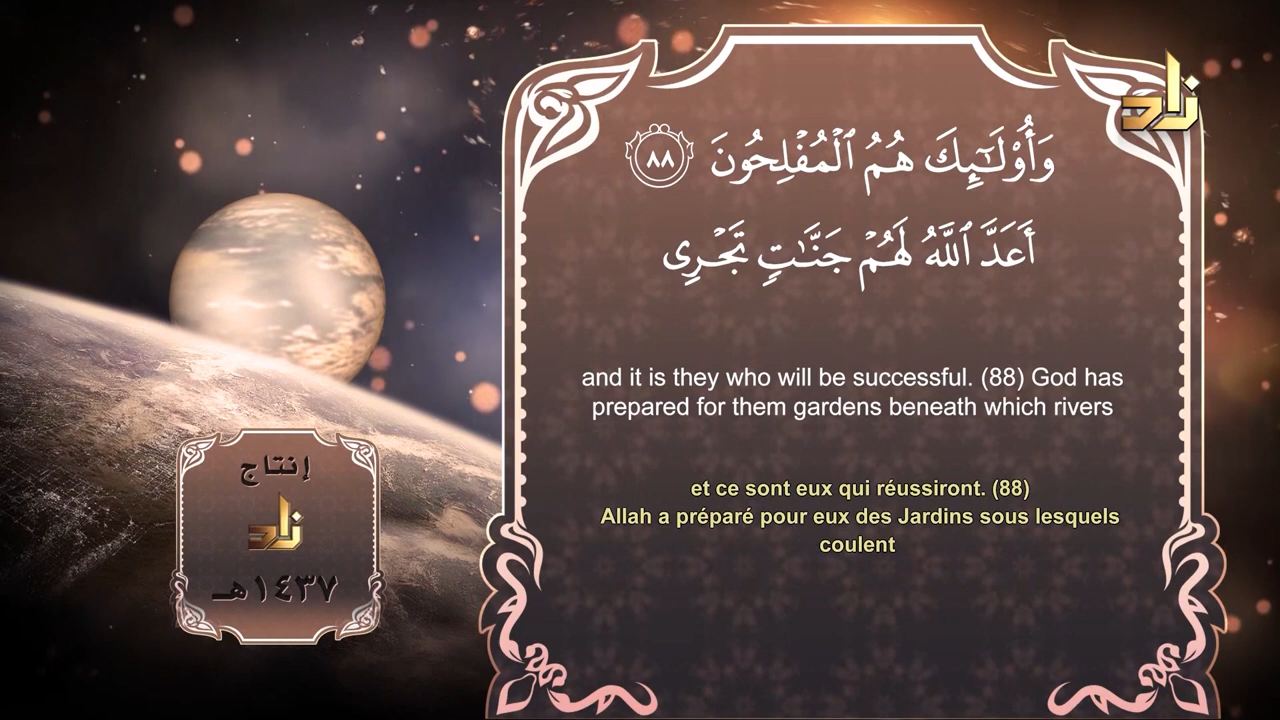 زاد
وَأُو۟لَـٰٓئِكَ هُمُ ٱلْمُفْلِحُونَ ٨٨
أَعَدَّ ٱللَّهُ لَهُمْ جَنَّـٰتٍ تَجْرِى
and it is they who will be successful. (88) God has
prepared for them gardens beneath which rivers
et ce sont eux qui réussiront. (88)
Allah a préparé pour eux des Jardins sous lesquels
coulent
إنتاج
زاد
١٤٣٧هـ